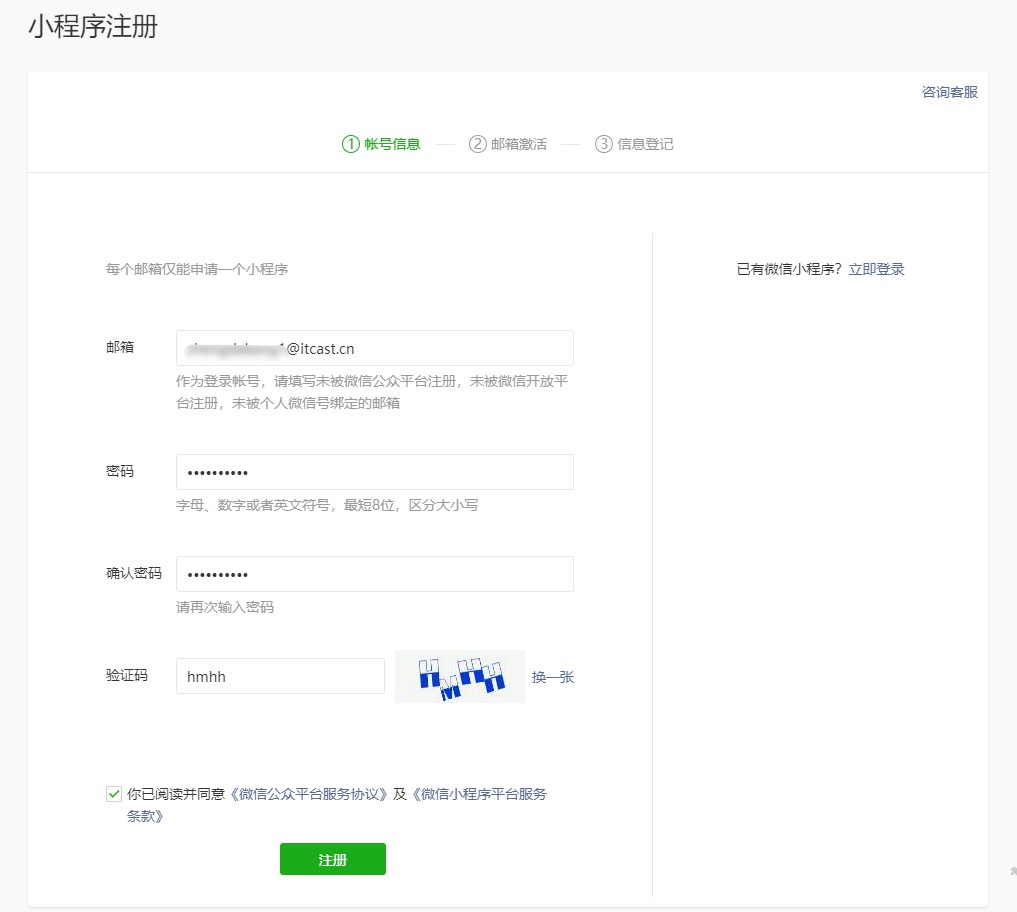 小程序注册
咨询客服
① 帐号信息 ② 邮箱激活 ③ 信息登记
每个邮箱仅能申请一个小程序
已有微信小程序？立即登录
邮箱
1@itcast.cn
作为登录帐号，请填写未被微信公众平台注册，未被微信开放平
台注册，未被个人微信号绑定的邮箱
密码
••••••••••
字母、数字或者英文符号，最短8位，区分大小写
确认密码
••••••••••
请再次输入密码
验证码
hmhh
HMHH
换一张
你已阅读并同意《微信公众平台服务协议》及《微信小程序平台服务
条款》
注册